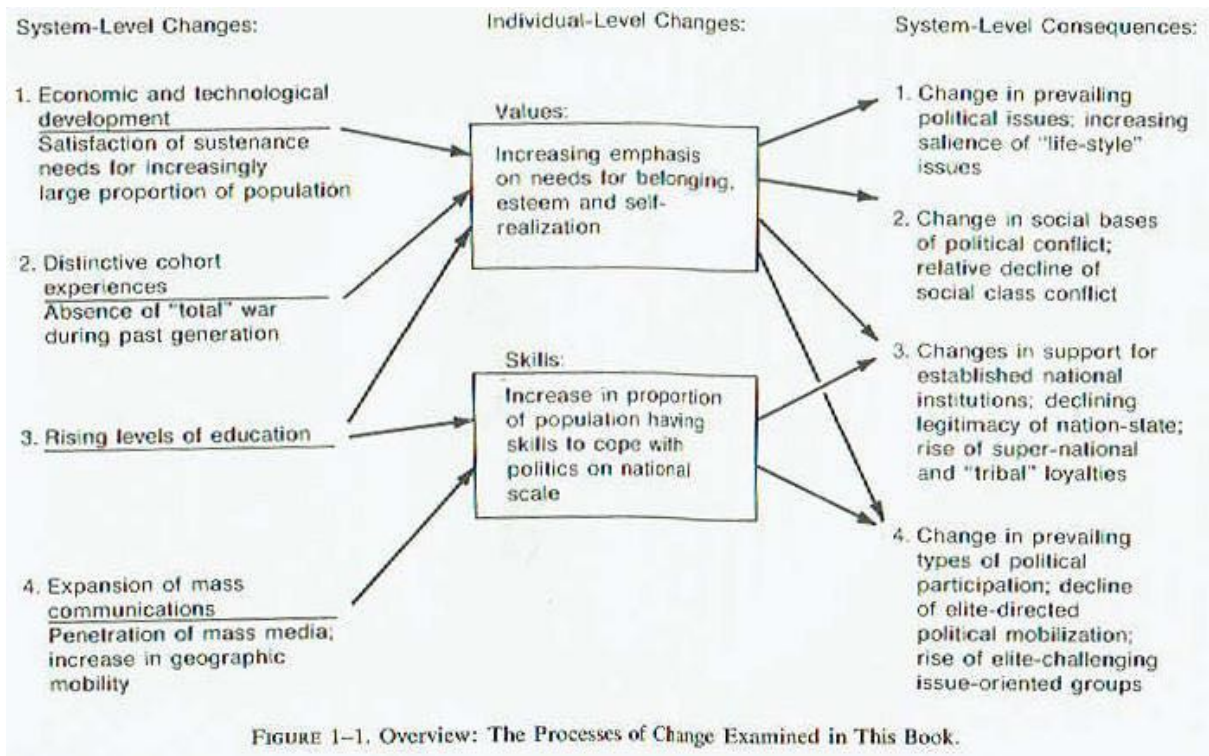 System-Level Changes:
1. Economic and technological
development
Satisfaction of sustenance
needs for increasingly
large proportion of population
2. Distinctive cohort
experiences
Absence of "total" war
during past generation
3. Rising levels of education
4. Expansion of mass
communications
Penetration of mass media;
increase in geographic
mobility
Individual-Level Changes:
Values:
Increasing emphasis
on needs for belonging,
esteem and self-
realization
Skills:
Increase in proportion
of population having
skills to cope with
politics on national
scale
System-Level Consequences:
1. Change in prevailing
political issues; increasing
salience of "life-style"
issues
2. Change in social bases
of political conflict;
relative decline of
social class conflict
3. Changes in support for
established national
institutions; declining
legitimacy of nation-state;
rise of super-national
and "tribal" loyalties
4. Change in prevailing
types of political
participation; decline
of elite-directed
political mobilization;
rise of elite-challenging
issue-oriented groups
FIGURE 1–1. Overview: The Processes of Change Examined in This Book.